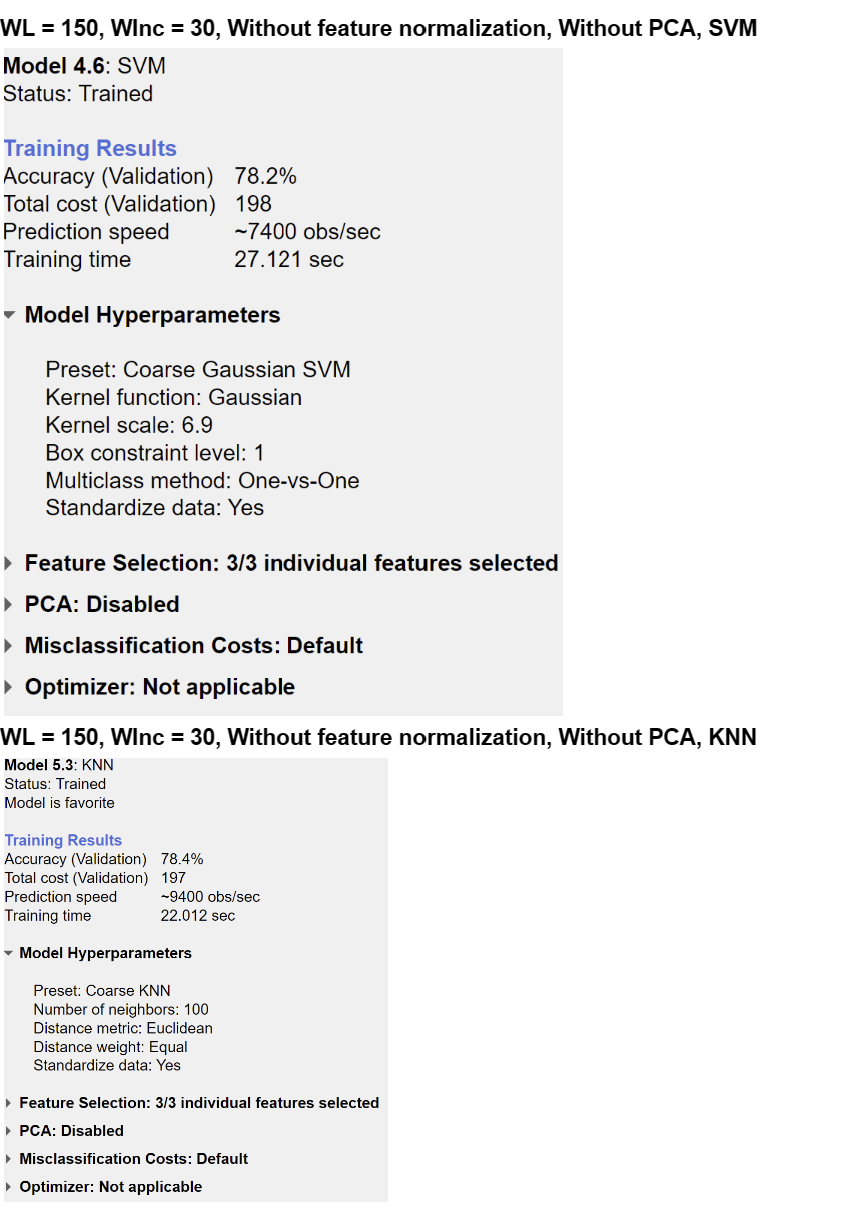 WL = 150, WInc = 30, Without feature normalization, Without PCA, SVM
Model 4.6: SVM
Status: Trained
Training Results
Accuracy (Validation) 78.2%
Total cost (Validation) 198
Prediction speed ~7400 obs/sec
Training time 27.121 sec
Model Hyperparameters
Preset: Coarse Gaussian SVM
Kernel function: Gaussian
Kernel scale: 6.9
Box constraint level: 1
Multiclass method: One-vs-One
Standardize data: Yes
Feature Selection: 3/3 individual features selected
PCA: Disabled
Misclassification Costs: Default
Optimizer: Not applicable
WL = 150, WInc = 30, Without feature normalization, Without PCA, KNN
Model 5.3: KNN
Status: Trained
Model is favorite
Training Results
Accuracy (Validation) 78.4%
Total cost (Validation) 197
Prediction speed ~9400 obs/sec
Training time 22.012 sec
Model Hyperparameters
Preset: Coarse KNN
Number of neighbors: 100
Distance metric: Euclidean
Distance weight: Equal
Standardize data: Yes
Feature Selection: 3/3 individual features selected
PCA: Disabled
Misclassification Costs: Default
Optimizer: Not applicable